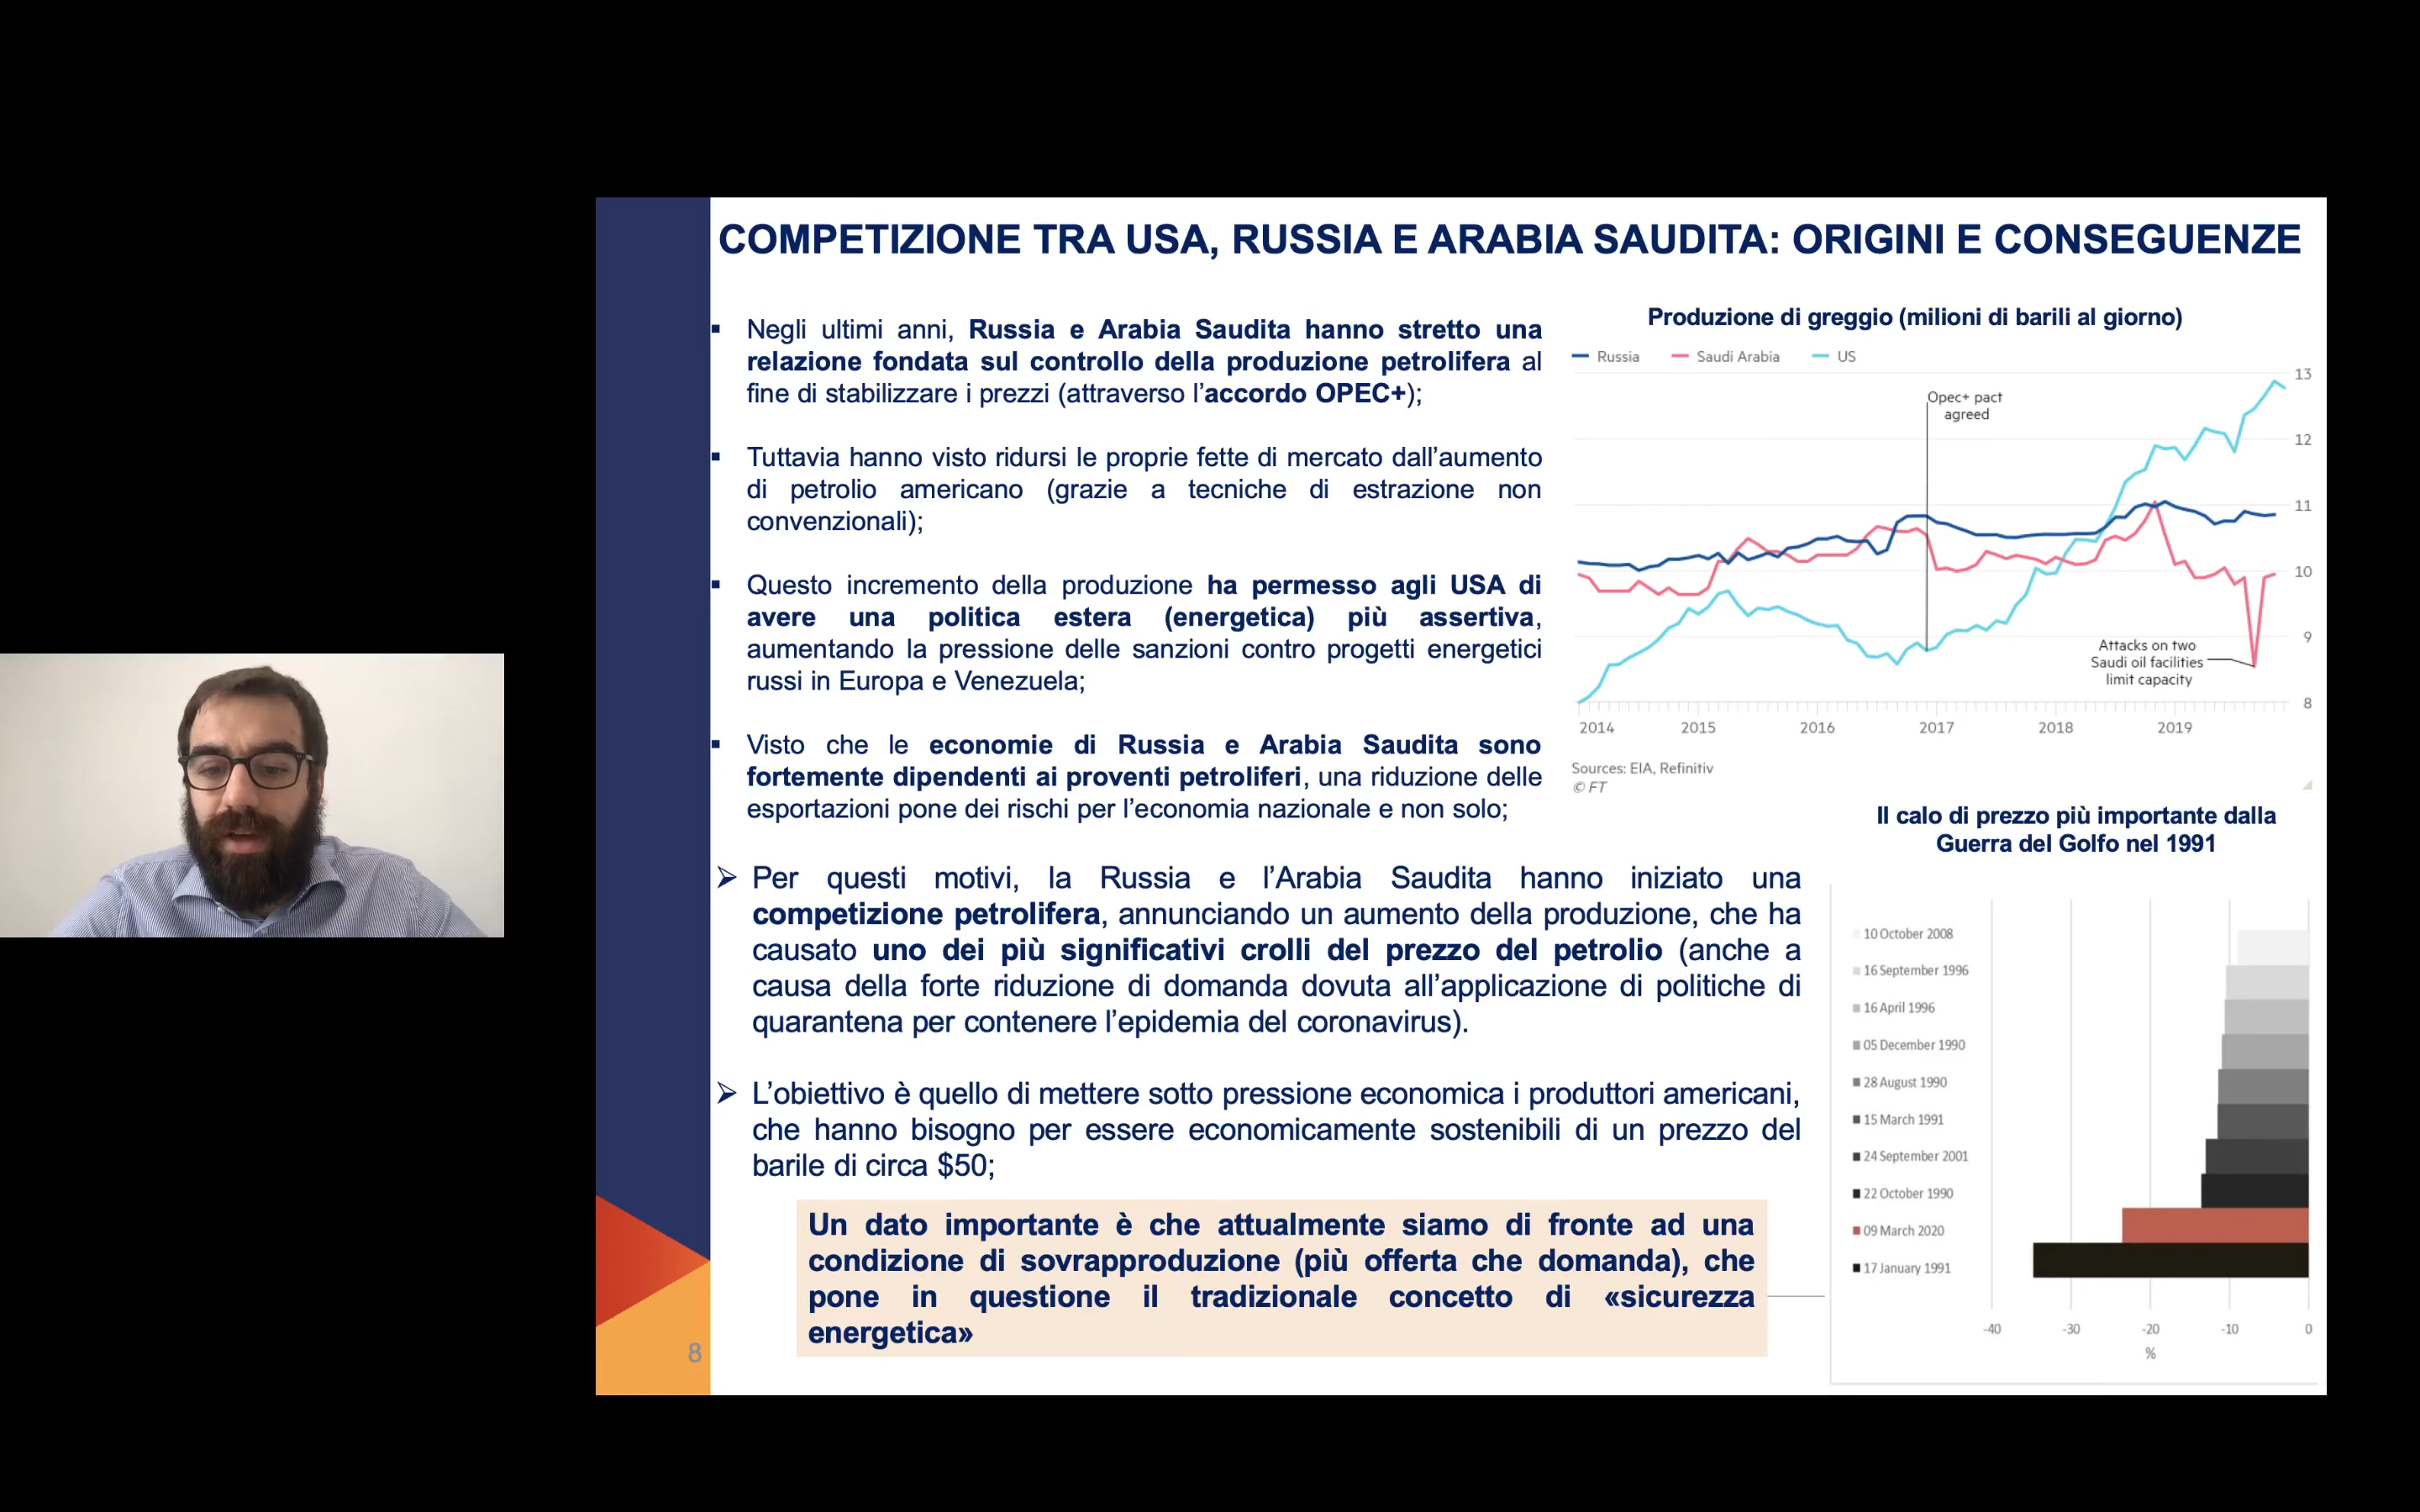 COMPETIZIONE TRA USA, RUSSIA E ARABIA SAUDITA: ORIGINI E CONSEGUENZE
▪ Negli ultimi anni, Russia e Arabia Saudita hanno stretto una
relazione fondata sul controllo della produzione petrolifera al
fine di stabilizzare i prezzi (attraverso l'accordo OPEC+);
▪ Tuttavia hanno visto ridursi le proprie fette di mercato dall'aumento
di petrolio americano (grazie a tecniche di estrazione non
convenzionali);
▪ Questo incremento della produzione ha permesso agli USA di
avere una politica estera (energetica) più assertiva,
aumentando la pressione delle sanzioni contro progetti energetici
russi in Europa e Venezuela;
▪ Visto che le economie di Russia e Arabia Saudita sono
fortemente dipendenti ai proventi petroliferi, una riduzione delle
esportazioni pone dei rischi per l'economia nazionale e non solo;
➢ Per questi motivi, la Russia e l'Arabia Saudita hanno iniziato una
competizione petrolifera, annunciando un aumento della produzione, che ha
causato uno dei più significativi crolli del prezzo del petrolio (anche a
causa della forte riduzione di domanda dovuta all'applicazione di politiche di
quarantena per contenere l'epidemia del coronavirus).
➢ L'obiettivo è quello di mettere sotto pressione economica i produttori americani,
che hanno bisogno per essere economicamente sostenibili di un prezzo del
barile di circa $50;
Un dato importante è che attualmente siamo di fronte ad una
condizione di sovrapproduzione (più offerta che domanda), che
pone in questione il tradizionale concetto di «sicurezza
energetica»
8
Produzione di greggio (milioni di barili al giorno)
Russia Saudi Arabia US
13
Opec+ pact
agreed
12
11
10
9
Attacks on two
Saudi oil facilities
limit capacity
8
2014 2015 2016 2017 2018 2019
Sources: EIA, Refinitiv
© FT
Il calo di prezzo più importante dalla
Guerra del Golfo nel 1991
10 October 2008
16 September 1996
16 April 1996
05 December 1990
28 August 1990
15 March 1991
24 September 2001
22 October 1990
09 March 2020
17 January 1991
-40 -30 -20 -10 0
%